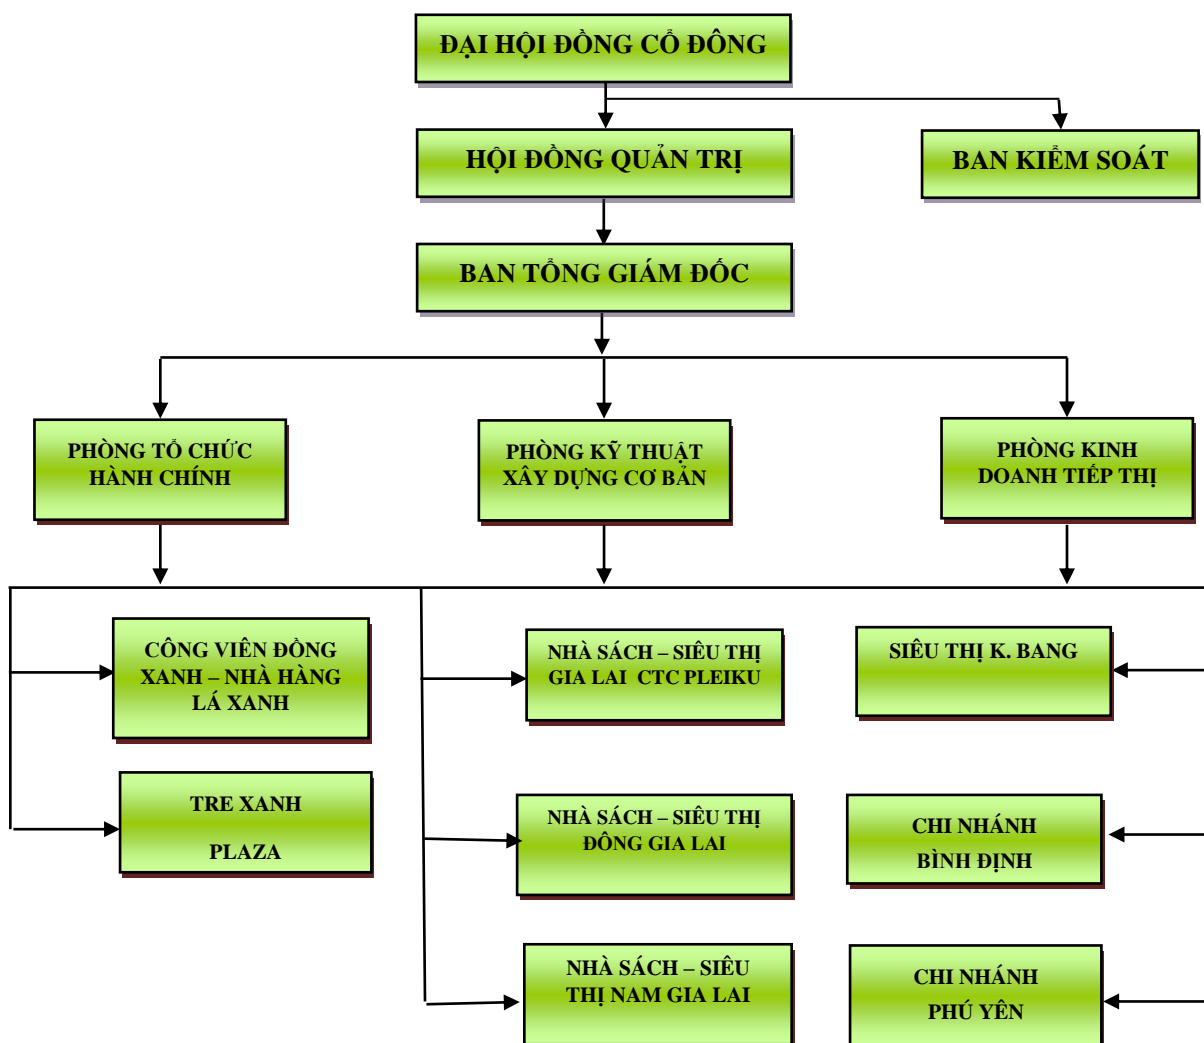 ĐẠI HỘI ĐỒNG CỔ ĐÔNG
HỘI ĐỒNG QUẢN TRỊ
BAN KIỂM SOÁT
BAN TỔNG GIÁM ĐỐC
PHÒNG TỔ CHỨC
HÀNH CHÍNH
PHÒNG KỸ THUẬT
XÂY DỰNG CƠ BẢN
PHÒNG KINH
DOANH TIẾP THỊ
CÔNG VIÊN ĐỒNG
XANH – NHÀ HÀNG
LÁ XANH
NHÀ SÁCH – SIÊU THỊ
GIA LAI CTC PLEIKU
SIÊU THỊ K. BANG
TRE XANH
PLAZA
NHÀ SÁCH – SIÊU THỊ
ĐÔNG GIA LAI
CHI NHÁNH
BÌNH ĐỊNH
NHÀ SÁCH – SIÊU
THỊ NAM GIA LAI
CHI NHÁNH
PHÚ YÊN